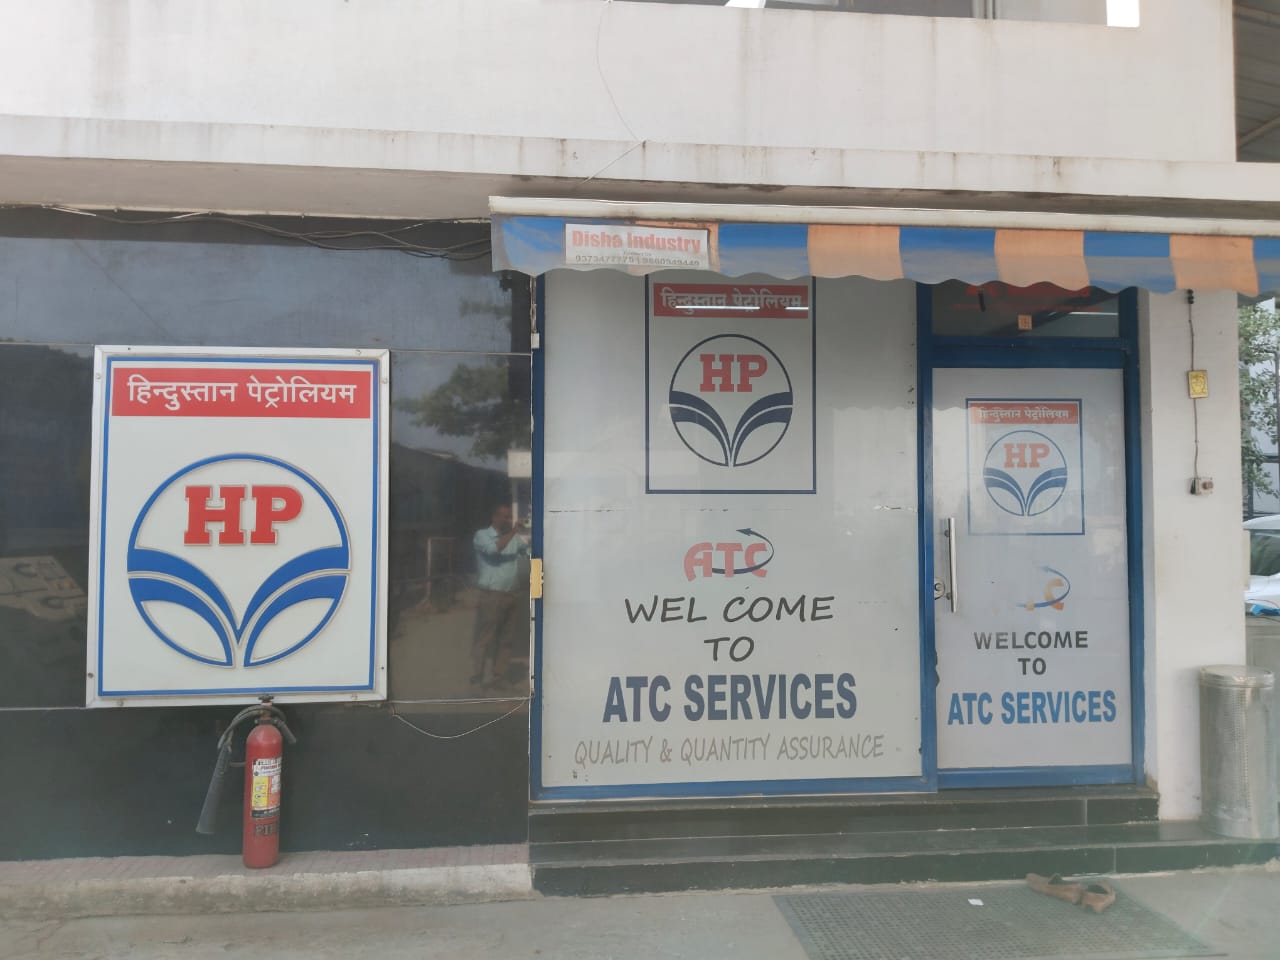 Disha Industry
हिन्दुस्तान पेट्रोलियम
HP
हिन्दुस्तान पेट्रोलियम
HP
ATC
WEL COME
TO
ATC SERVICES
QUALITY & QUANTITY ASSURANCE
हिन्दुस्तान पेट्रोलियम
HP
C
WELCOME
TO
ATC SERVICES